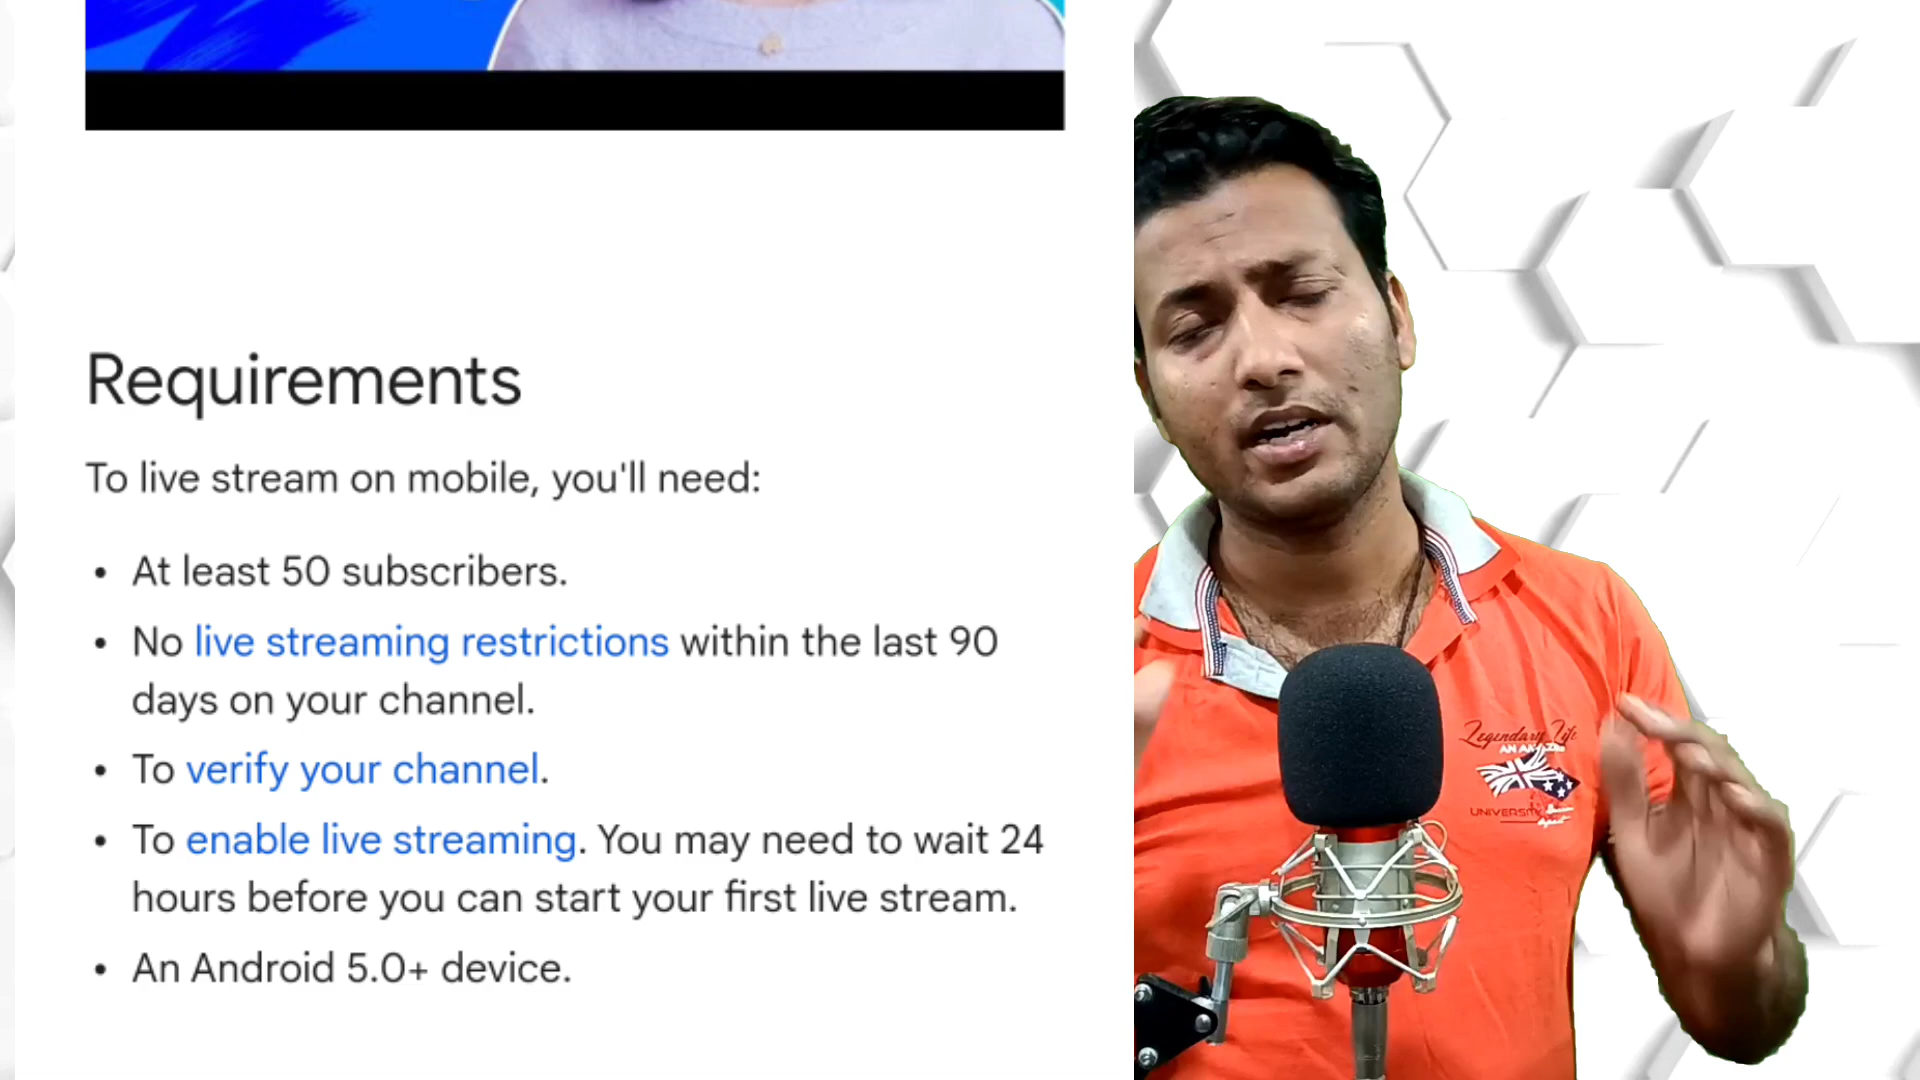 Requirements
To live stream on mobile, you'll need:
• At least 50 subscribers.
• No live streaming restrictions within the last 90
days on your channel.
• To verify your channel.
• To enable live streaming. You may need to wait 24
hours before you can start your first live stream.
• An Android 5.0+ device.
Legendary Life
UNIVERSITY